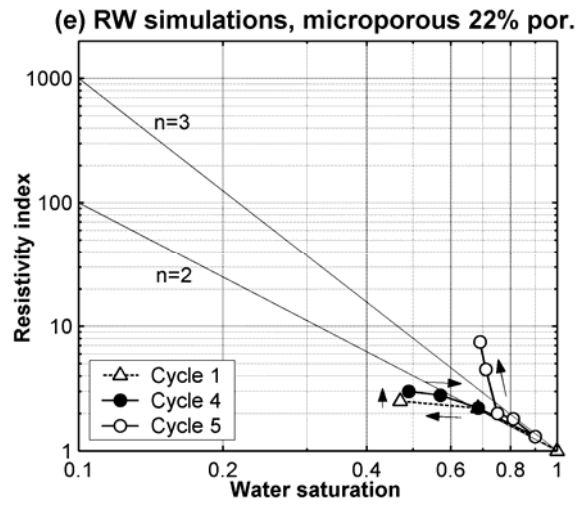 (e) RW simulations, microporous 22% por.
1000
n=3
100
n=2
10
1
Resistivity index
Cycle 1
Cycle 4
Cycle 5
0.1 0.2 0.4 0.6 0.8 1
Water saturation